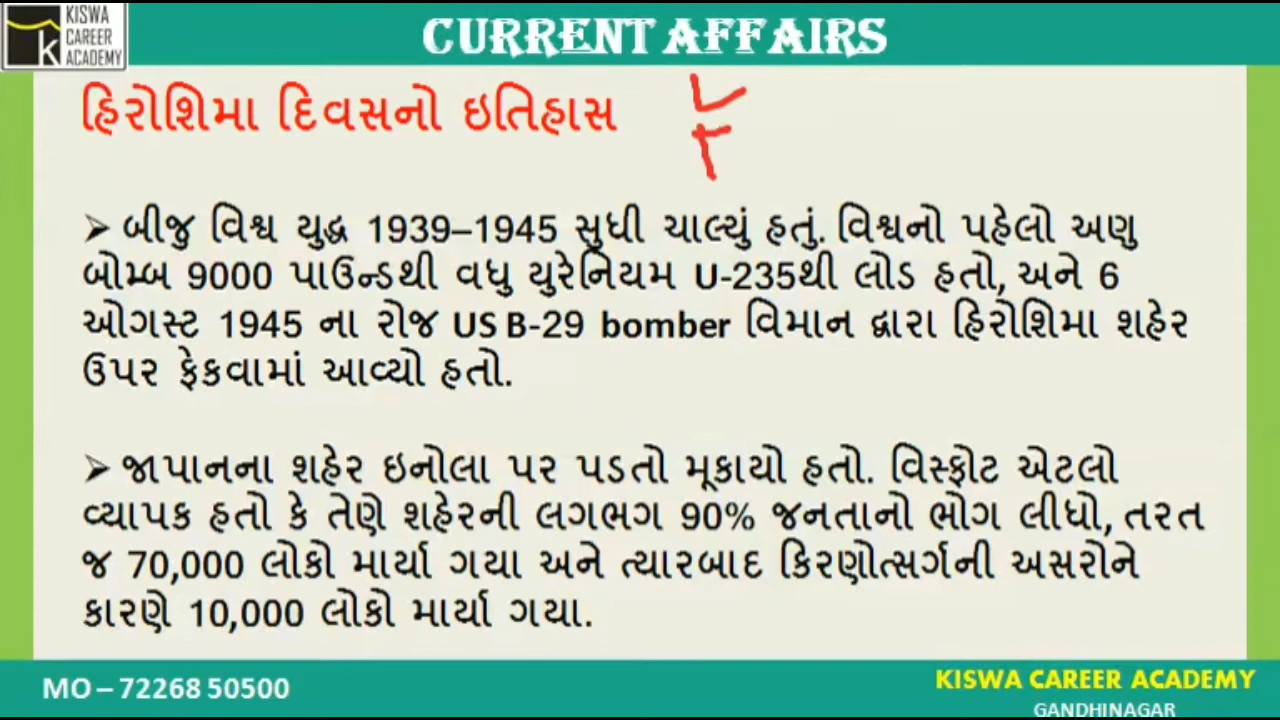 KISWA
CAREER
ACADEMY
CURRENT AFFAIRS
હિરોશિમા દિવસનો ઇતિહાસ
➢ બીજુ વિશ્વ યુદ્ધ 1939–1945 સુધી ચાલ્યું હતું. વિશ્વનો પહેલો અણુ
બોમ્બ 9000 પાઉન્ડથી વધુ યુરેનિયમ U-235થી લોડ હતો, અને 6
ઓગસ્ટ 1945 ના રોજ US B-29 bomber વિમાન દ્વારા હિરોશિમા શહેર
ઉપર ફેકવામાં આવ્યો હતો.
➢ જાપાનના શહેર ઇનોલા પર પડતો મૂકાયો હતો. વિસ્ફોટ એટલો
વ્યાપક હતો કે તેણે શહેરની લગભગ 90% જનતાનો ભોગ લીધો, તરત
જ 70,000 લોકો માર્યા ગયા અને ત્યારબાદ કિરણોત્સર્ગની અસરોને
કારણે 10,000 લોકો માર્યા ગયા.
MO – 72268 50500
KISWA CAREER ACADEMY
GANDHINAGAR